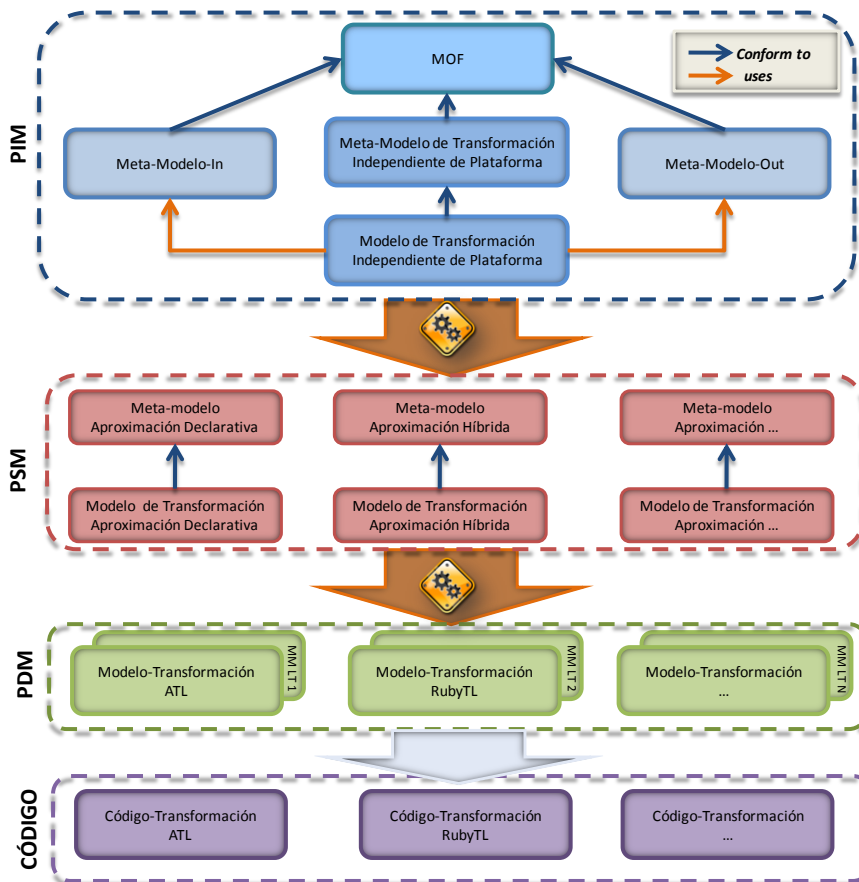 PIM
MOF
Conform to
uses
Meta-Modelo-In
Meta-Modelo de Transformación
Independiente de Plataforma
Meta-Modelo-Out
Modelo de Transformación
Independiente de Plataforma
PSM
Meta-modelo
Aproximación Declarativa
Meta-modelo
Aproximación Híbrida
Meta-modelo
Aproximación ...
Modelo de Transformación
Aproximación Declarativa
Modelo de Transformación
Aproximación Híbrida
Modelo de Transformación
Aproximación ...
PDM
Modelo-Transformación
ATL
MM LT 1
Modelo-Transformación
RubyTL
MM LT 2
Modelo-Transformación
...
MM LT N
CÓDIGO
Código-Transformación
ATL
Código-Transformación
RubyTL
Código-Transformación
...